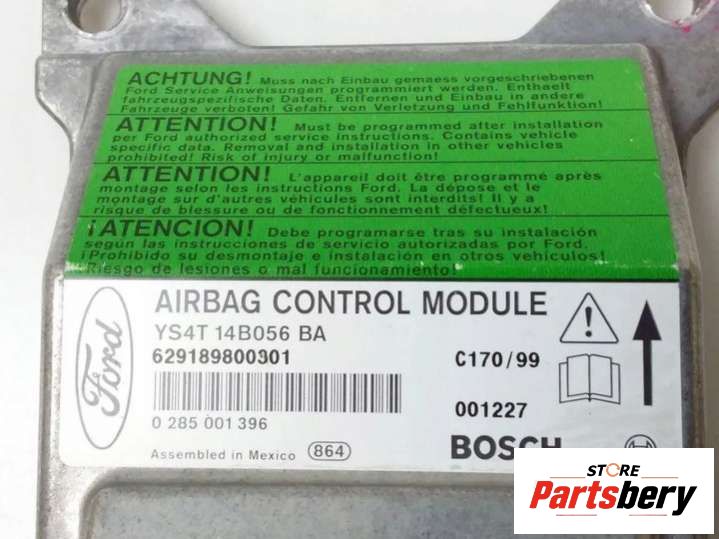 ACHTUNG! Muss nach Einbau gemaess vorgeschriebenen
Ford Service Anweisungen programmiert werden. Enthaelt
fahrzeugspezifische Daten. Entfernen und Einbau in andere
Fahrzeuge verboten! Gefahr von Verletzung und Fehlfunktion!
ATTENTION! Must be programmed after installation
per Ford authorized service instructions. Contains vehicle
specific data. Removal and installation in other vehicles
prohibited! Risk of injury or malfunction!
ATTENTION! L'appareil doit être programmé après
montage selon les instructions Ford. La dépose et le
montage sur d'autres véhicules sont interdits! Il y a
risque de blessure ou de fonctionnement défectueux!
¡ATENCION! Debe programarse tras su instalación
según las instrucciones de servicio autorizadas por Ford.
¡Prohibido su desmontaje e instalación en otros vehículos!
Riesgo de lesiones o mal funcionamiento!
Ford
AIRBAG CONTROL MODULE
YS4T 14B056 BA
629189800301
C170/99
001227
0 285 001 396
Assembled in Mexico 864
BOSCH
STORE
Partsbery